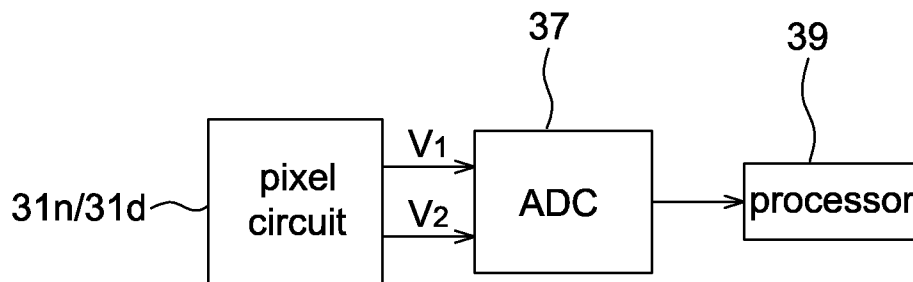 37
39
V1
pixel
circuit
31n/31d
V2
ADC
processor